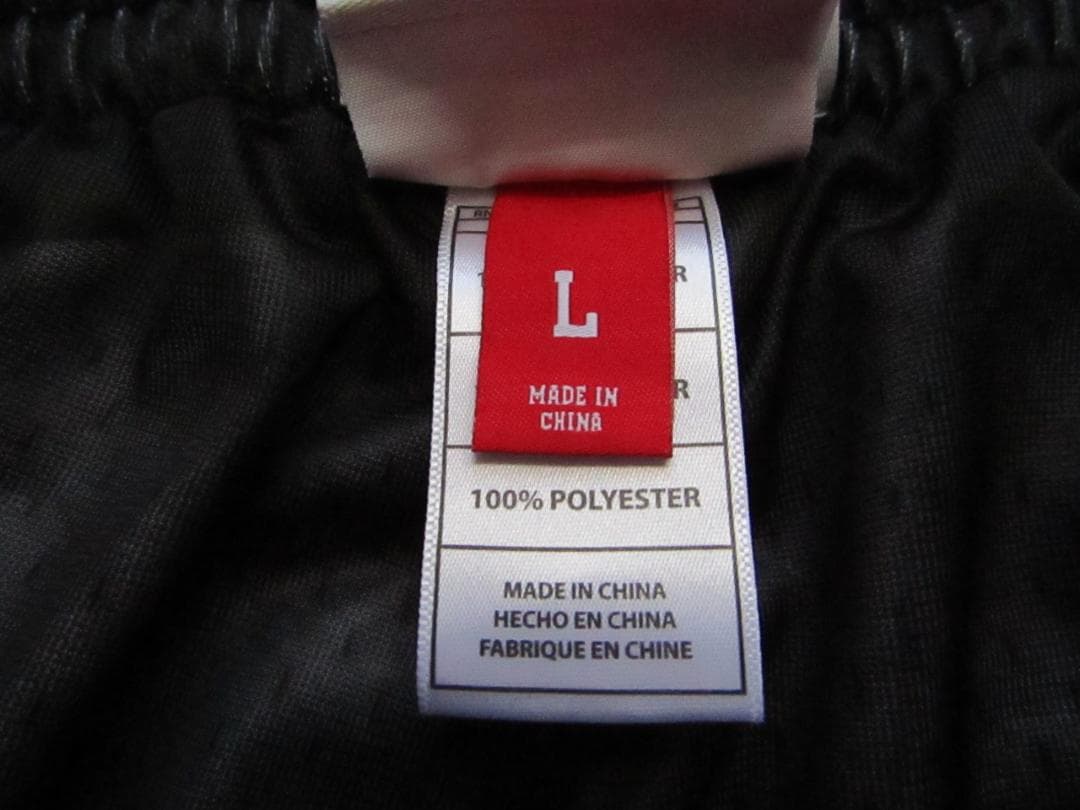 L
MADE IN
CHINA
100% POLYESTER
MADE IN CHINA
HECHO EN CHINA
FABRIQUE EN CHINE